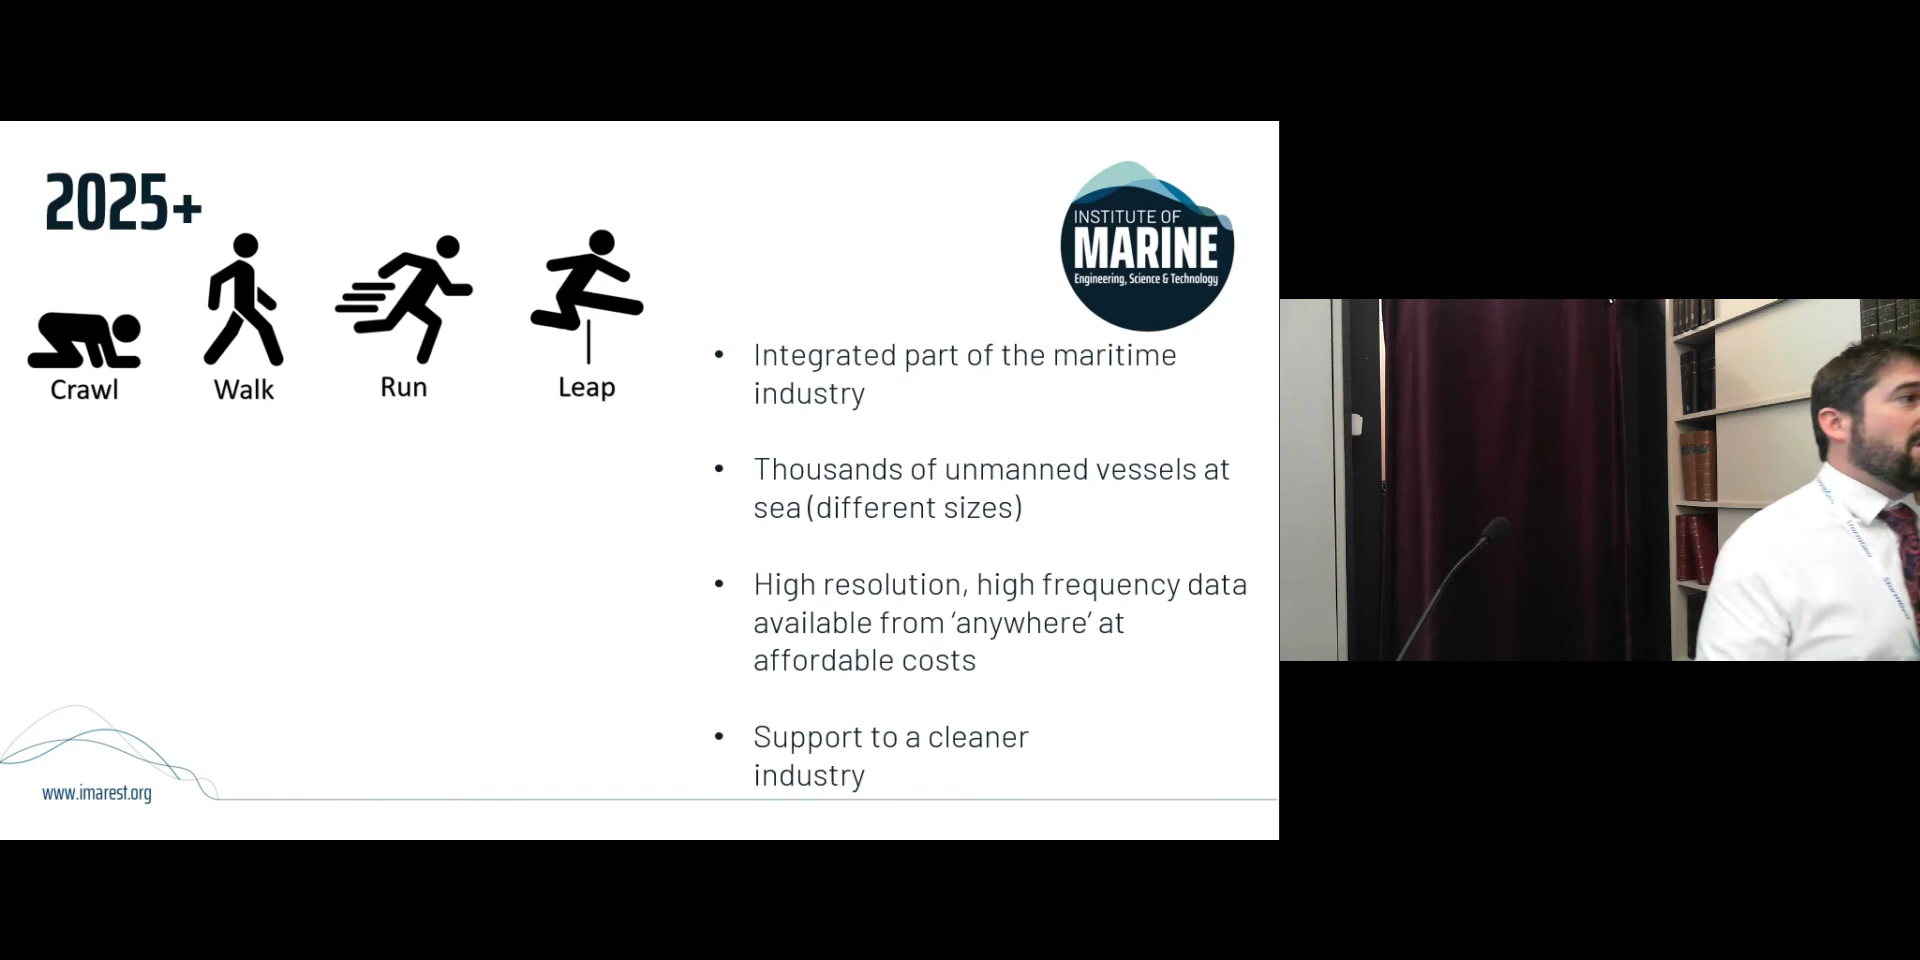 2025+
INSTITUTE OF
MARINE
Engineering, Science & Technology
Crawl
Walk
Run
Leap
• Integrated part of the maritime
industry
• Thousands of unmanned vessels at
sea (different sizes)
• High resolution, high frequency data
available from ‘anywhere’ at
affordable costs
• Support to a cleaner
industry
www.imarest.org